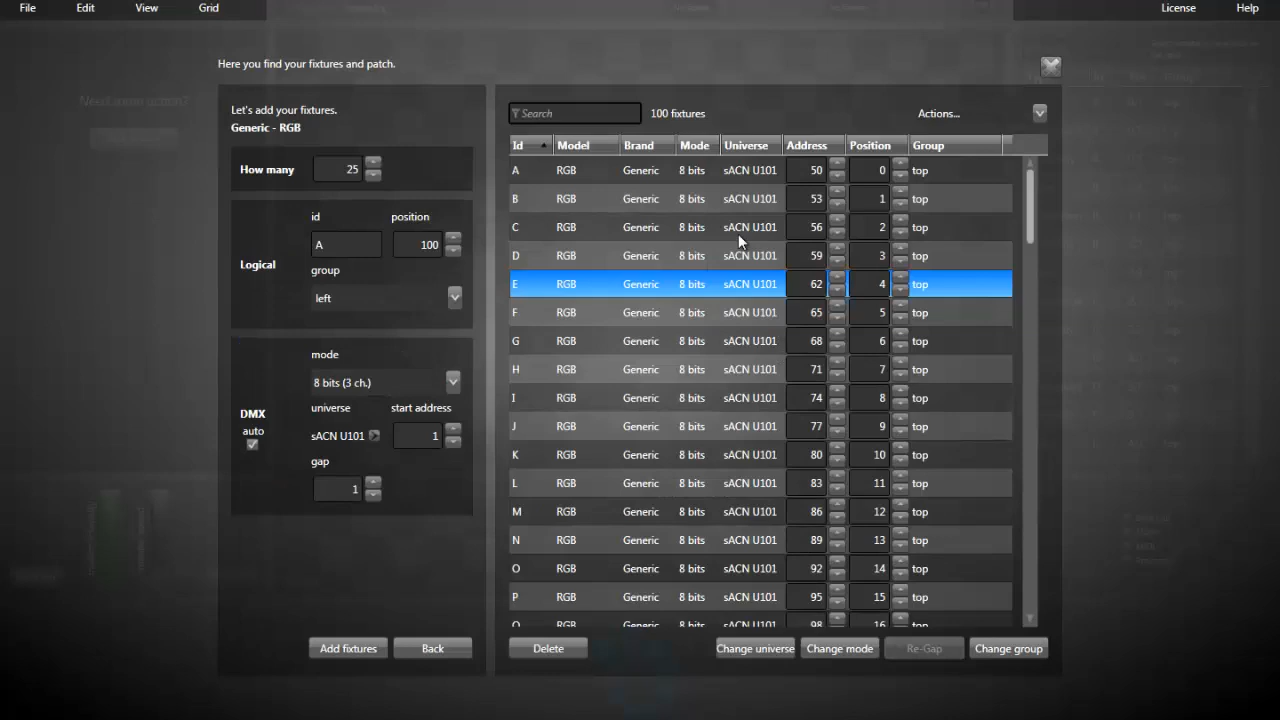 File Edit View Grid License Help
Here you find your fixtures and patch.
Let's add your fixtures.
Generic - RGB
How many 25
id position
Logical A 100
group
left
mode
8 bits (3 ch.)
DMX universe start address
auto sACN U101 1
gap
1
Add fixtures Back
Search 100 fixtures Actions...
Id Model Brand Mode Universe Address Position Group
A RGB Generic 8 bits sACN U101 50 0 top
B RGB Generic 8 bits sACN U101 53 1 top
C RGB Generic 8 bits sACN U101 56 2 top
D RGB Generic 8 bits sACN U101 59 3 top
E RGB Generic 8 bits sACN U101 62 4 top
F RGB Generic 8 bits sACN U101 65 5 top
G RGB Generic 8 bits sACN U101 68 6 top
H RGB Generic 8 bits sACN U101 71 7 top
I RGB Generic 8 bits sACN U101 74 8 top
J RGB Generic 8 bits sACN U101 77 9 top
K RGB Generic 8 bits sACN U101 80 10 top
L RGB Generic 8 bits sACN U101 83 11 top
M RGB Generic 8 bits sACN U101 86 12 top
N RGB Generic 8 bits sACN U101 89 13 top
O RGB Generic 8 bits sACN U101 92 14 top
P RGB Generic 8 bits sACN U101 95 15 top
Q RGB Generic 8 bits sACN U101 98 16 top
Delete Change universe Change mode Re-Gap Change group